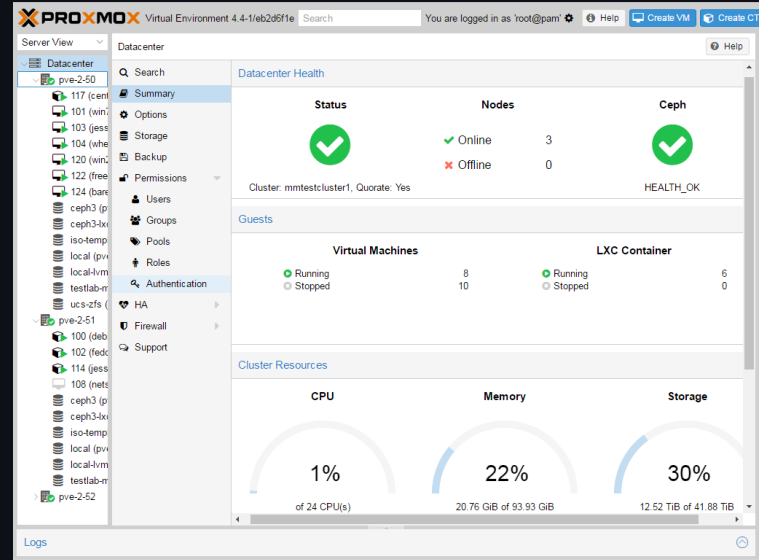 PROXMOX Virtual Environment 4.4-1/eb2d6f1e Search You are logged in as 'root@pam' Help Create VM Create CT
Server View
Datacenter
Help
Datacenter
pve-2-50
117 (cent
101 (win7
103 (jess
104 (whe
120 (win2
122 (free
124 (bare
ceph3 (p
ceph3-lxc
iso-temp
local (pve
local-lvm
testlab-m
ucs-zfs (
pve-2-51
100 (deb
102 (fedo
114 (jess
108 (nets
ceph3 (p
ceph3-lxc
iso-temp
local (pve
local-lvm
testlab-m
pve-2-52
Search
Summary
Options
Storage
Backup
Permissions
Users
Groups
Pools
Roles
Authentication
HA
Firewall
Support
Datacenter Health
Status
Nodes
Ceph
Online 3
Offline 0
Cluster: mmtestcluster1, Quorate: Yes
HEALTH_OK
Guests
Virtual Machines
LXC Container
Running 8
Stopped 10
Running 6
Stopped 0
Cluster Resources
CPU
Memory
Storage
1%
22%
30%
of 24 CPU(s)
20.76 GiB of 93.93 GiB
12.52 TiB of 41.88 TiB
Logs